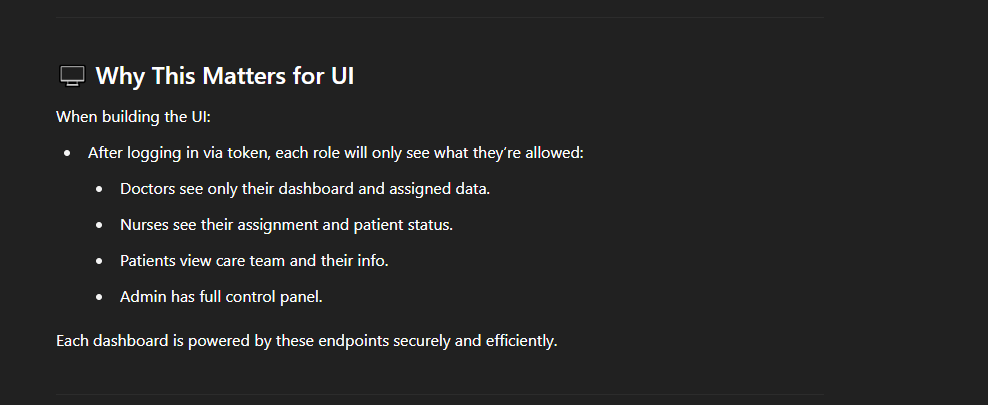 Why This Matters for UI
When building the UI:
After logging in via token, each role will only see what they’re allowed:
Doctors see only their dashboard and assigned data.
Nurses see their assignment and patient status.
Patients view care team and their info.
Admin has full control panel.
Each dashboard is powered by these endpoints securely and efficiently.